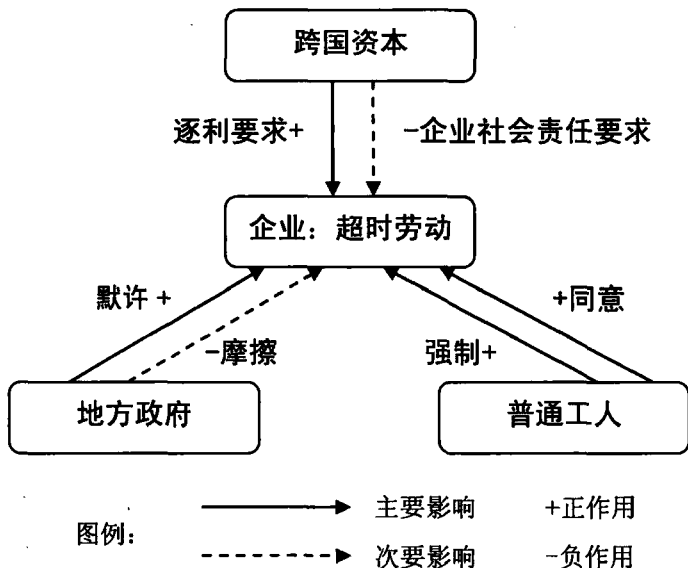 跨国资本
逐利要求+ -企业社会责任要求
企业：超时劳动
默许 + +同意
-摩擦 强制+
地方政府 普通工人
图例： 主要影响 +正作用
次要影响 -负作用